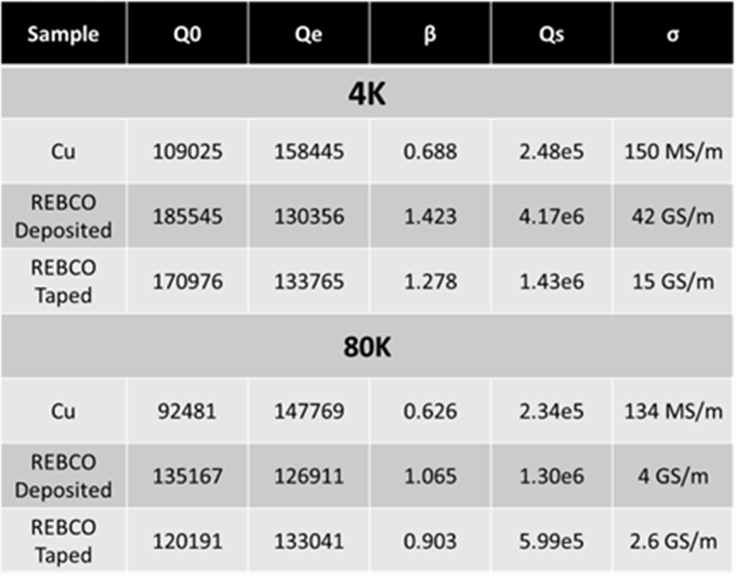 Sample Q0 Qe β Qs σ
4K
Cu 109025 158445 0.688 2.48e5 150 MS/m
REBCO
Deposited 185545 130356 1.423 4.17e6 42 GS/m
REBCO
Taped 170976 133765 1.278 1.43e6 15 GS/m
80K
Cu 92481 147769 0.626 2.34e5 134 MS/m
REBCO
Deposited 135167 126911 1.065 1.30e6 4 GS/m
REBCO
Taped 120191 133041 0.903 5.99e5 2.6 GS/m